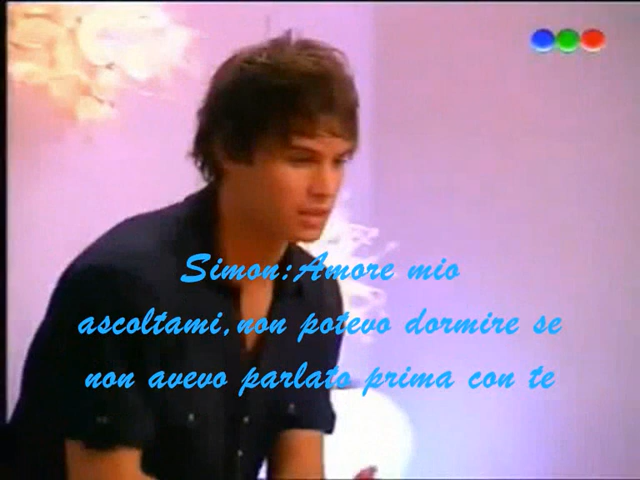 Simon:Amore mio
ascoltami,non potevo dormire se
non avevo parlato prima con te